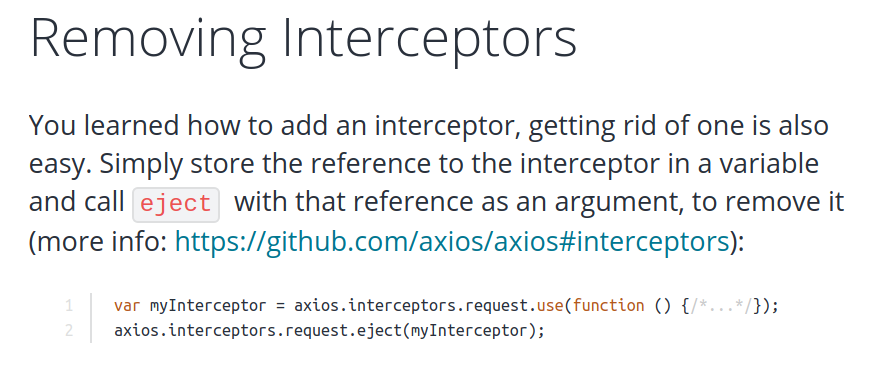 Removing Interceptors
You learned how to add an interceptor, getting rid of one is also
easy. Simply store the reference to the interceptor in a variable
and call eject with that reference as an argument, to remove it
(more info: https://github.com/axios/axios#interceptors):
1 var myInterceptor = axios.interceptors.request.use(function () {/*...*/});
2 axios.interceptors.request.eject(myInterceptor);